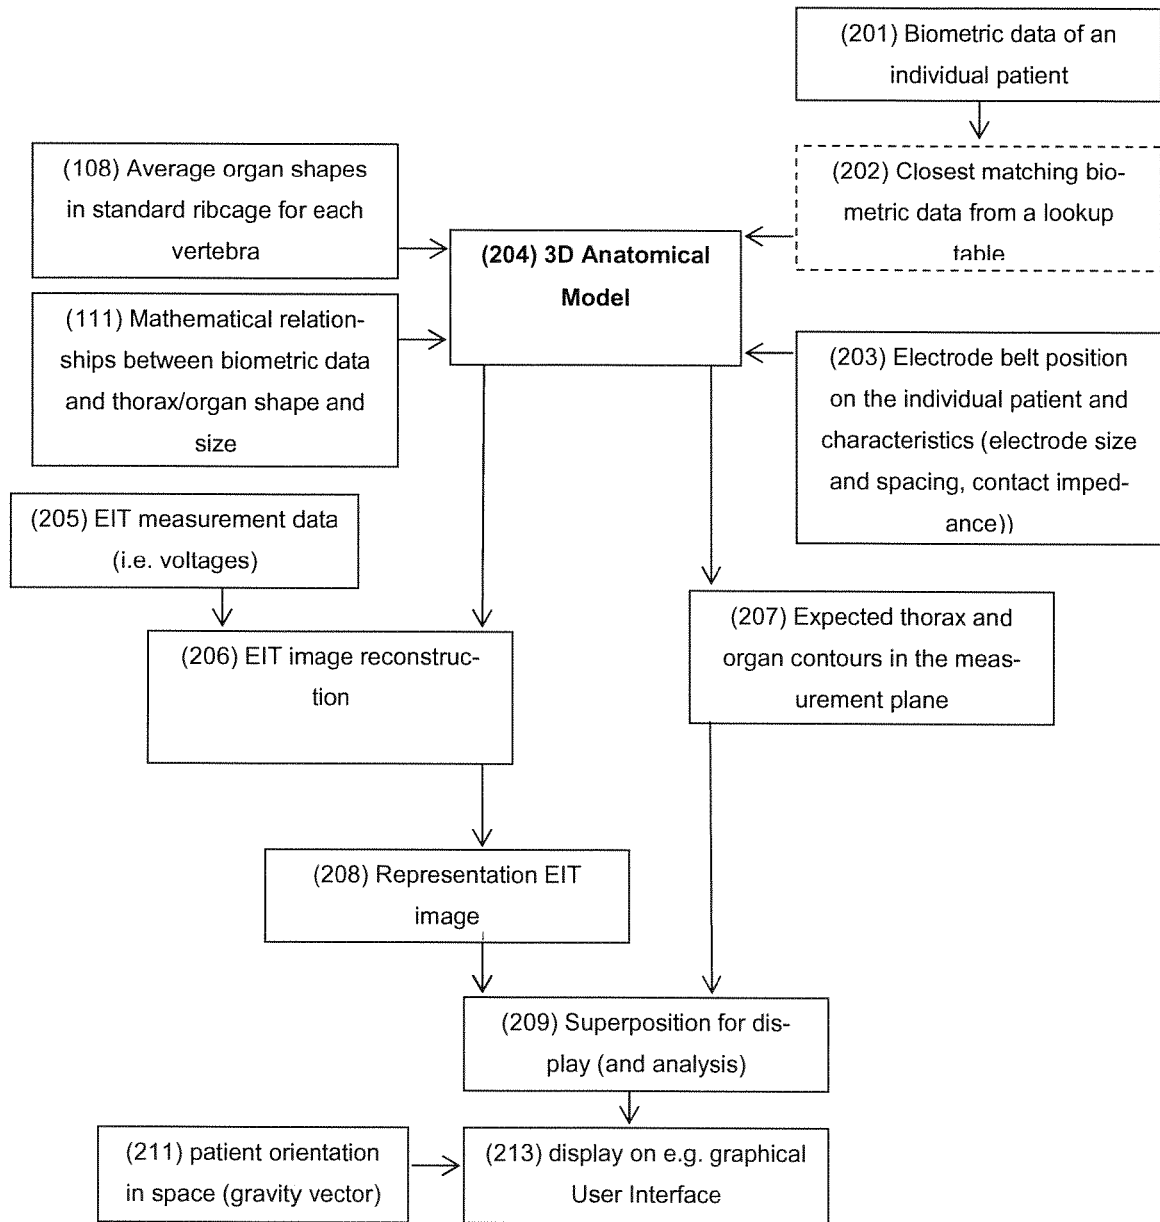 (201) Biometric data of an
individual patient
(108) Average organ shapes
in standard ribcage for each
vertebra
(202) Closest matching bio-
metric data from a lookup
table
(204) 3D Anatomical
Model
(111) Mathematical relation-
ships between biometric data
and thorax/organ shape and
size
(203) Electrode belt position
on the individual patient and
characteristics (electrode size
and spacing, contact imped-
ance))
(205) EIT measurement data
(i.e. voltages)
(206) EIT image reconstruc-
tion
(207) Expected thorax and
organ contours in the meas-
urement plane
(208) Representation EIT
image
(209) Superposition for dis-
play (and analysis)
(211) patient orientation
in space (gravity vector)
(213) display on e.g. graphical
User Interface